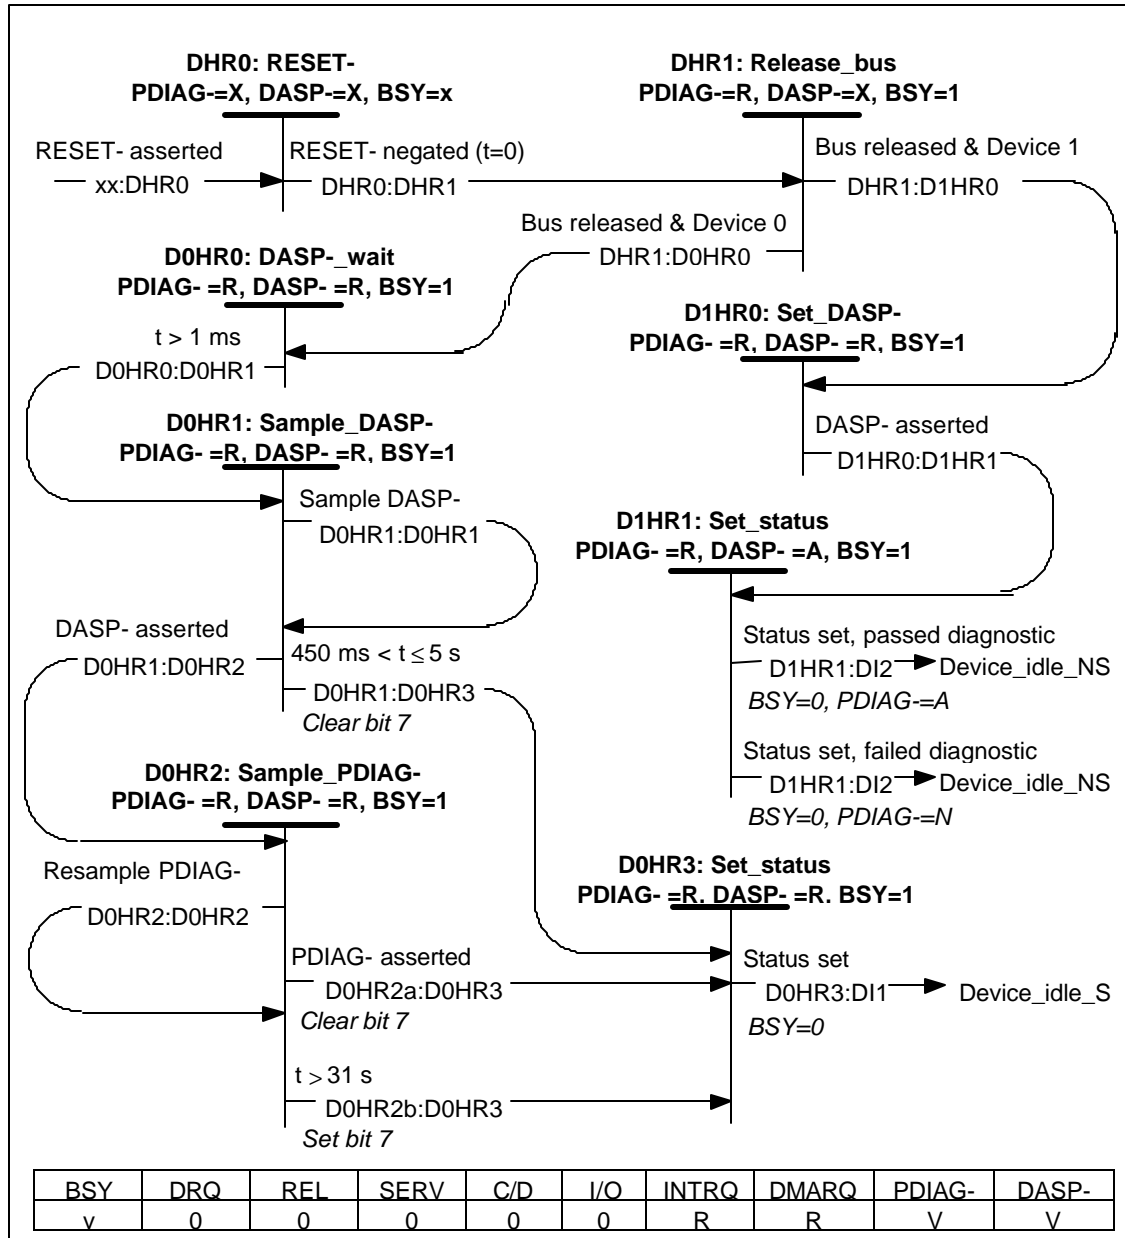 DHR0: RESET-
PDIAG-=X, DASP-=X, BSY=x
DHR1: Release_bus
PDIAG-=R, DASP-=X, BSY=1
RESET- asserted
xx:DHR0
RESET- negated (t=0)
DHR0:DHR1
Bus released & Device 1
DHR1:D1HR0
Bus released & Device 0
DHR1:D0HR0
D0HR0: DASP-_wait
PDIAG- =R, DASP- =R, BSY=1
t > 1 ms
D0HR0:D0HR1
D1HR0: Set_DASP-
PDIAG- =R, DASP- =R, BSY=1
DASP- asserted
D1HR0:D1HR1
D0HR1: Sample_DASP-
PDIAG- =R, DASP- =R, BSY=1
Sample DASP-
D0HR1:D0HR1
D1HR1: Set_status
PDIAG- =R, DASP- =A, BSY=1
DASP- asserted
D0HR1:D0HR2
450 ms < t ≤ 5 s
D0HR1:D0HR3
Clear bit 7
Status set, passed diagnostic
D1HR1:DI2 Device_idle_NS
BSY=0, PDIAG-=A
Status set, failed diagnostic
D1HR1:DI2 Device_idle_NS
BSY=0, PDIAG-=N
D0HR2: Sample_PDIAG-
PDIAG- =R, DASP- =R, BSY=1
Resample PDIAG-
D0HR2:D0HR2
D0HR3: Set_status
PDIAG- =R. DASP- =R. BSY=1
PDIAG- asserted
D0HR2a:D0HR3
Clear bit 7
Status set
D0HR3:DI1 Device_idle_S
BSY=0
t > 31 s
D0HR2b:D0HR3
Set bit 7
BSY DRQ REL SERV C/D I/O INTRQ DMARQ PDIAG- DASP-
v 0 0 0 0 0 R R V V